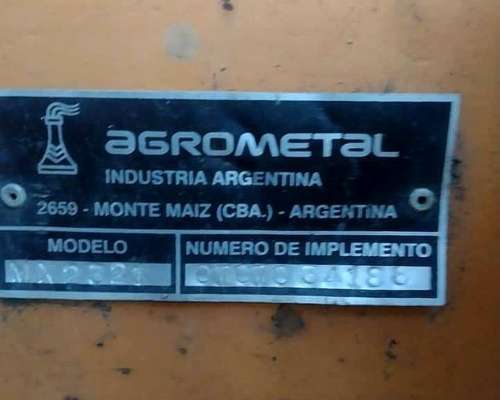 AGROMETAL
INDUSTRIA ARGENTINA
2659 - MONTE MAIZ (CBA.) - ARGENTINA
MODELO NUMERO DE IMPLEMENTO